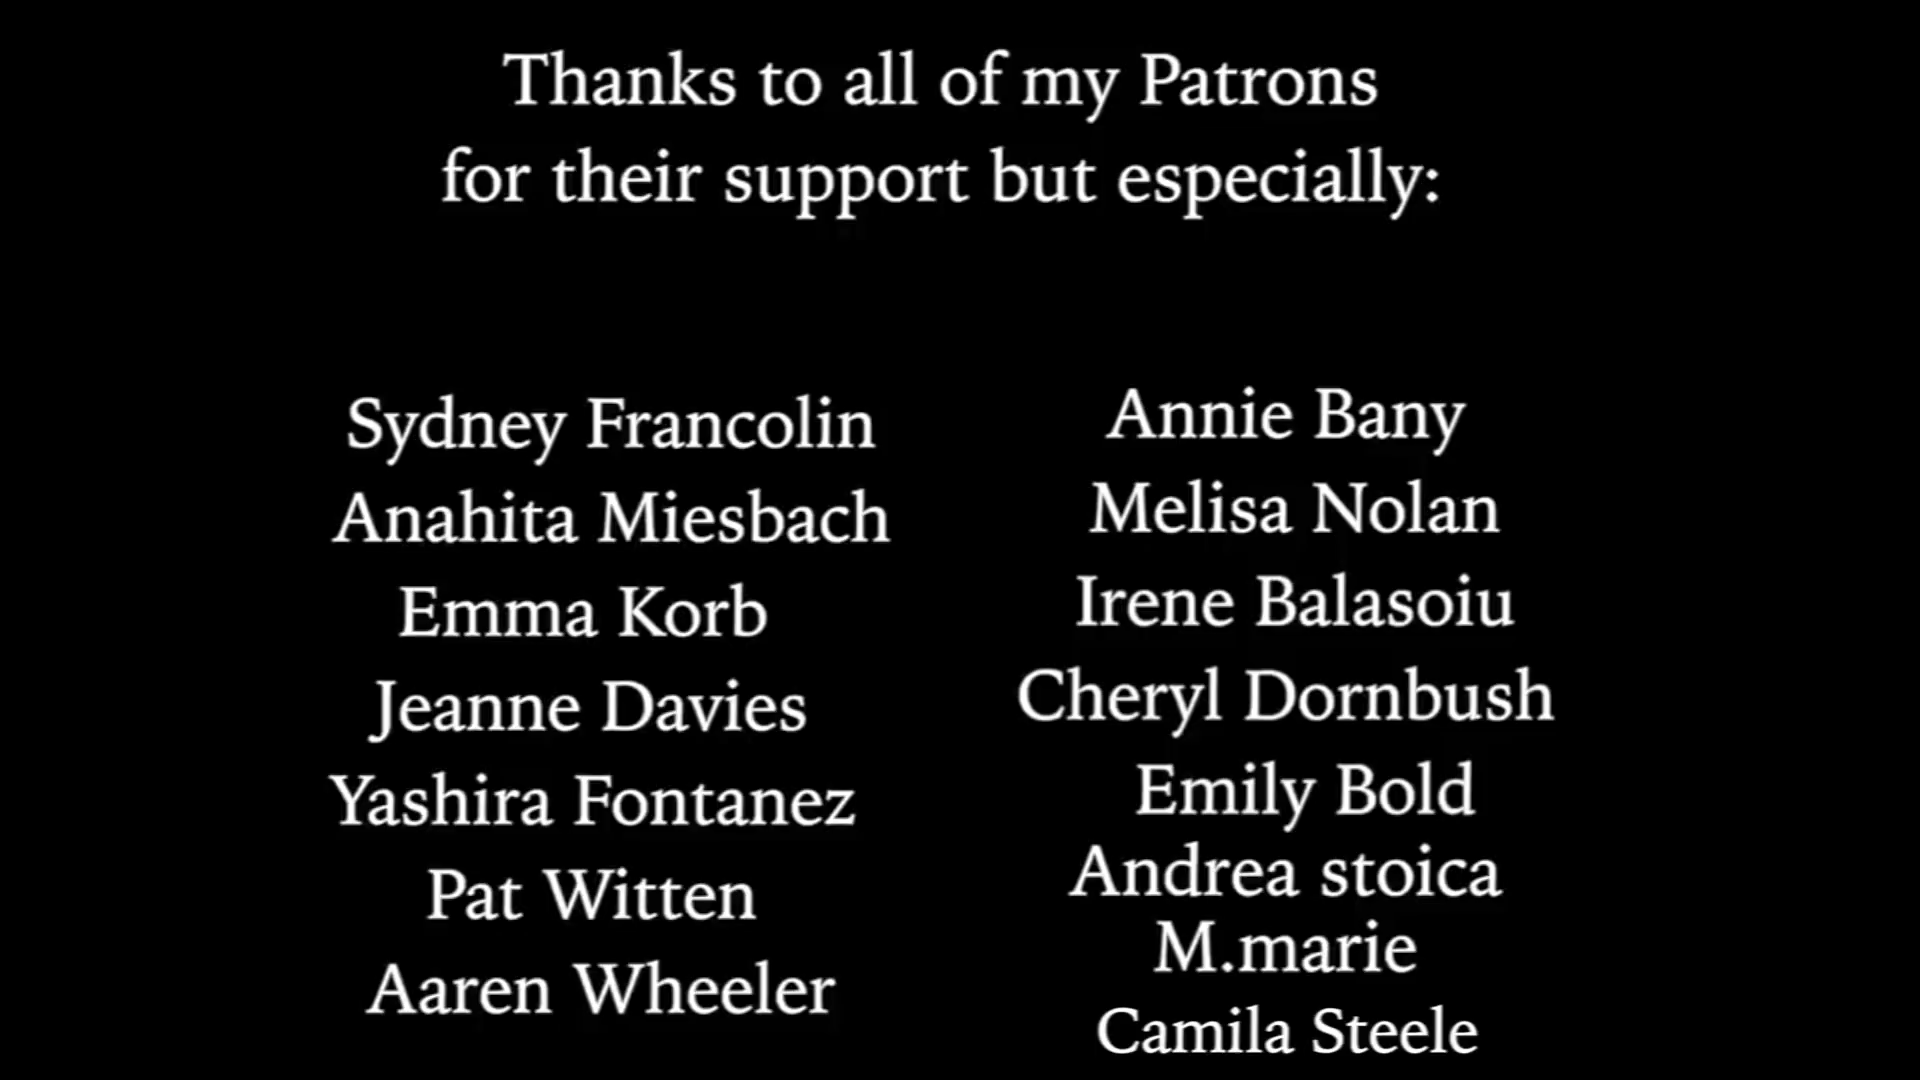 Thanks to all of my Patrons
for their support but especially:
Sydney Francolin
Anahita Miesbach
Emma Korb
Jeanne Davies
Yashira Fontanez
Pat Witten
Aaren Wheeler
Annie Bany
Melisa Nolan
Irene Balasoiu
Cheryl Dornbush
Emily Bold
Andrea stoica
M.marie
Camila Steele